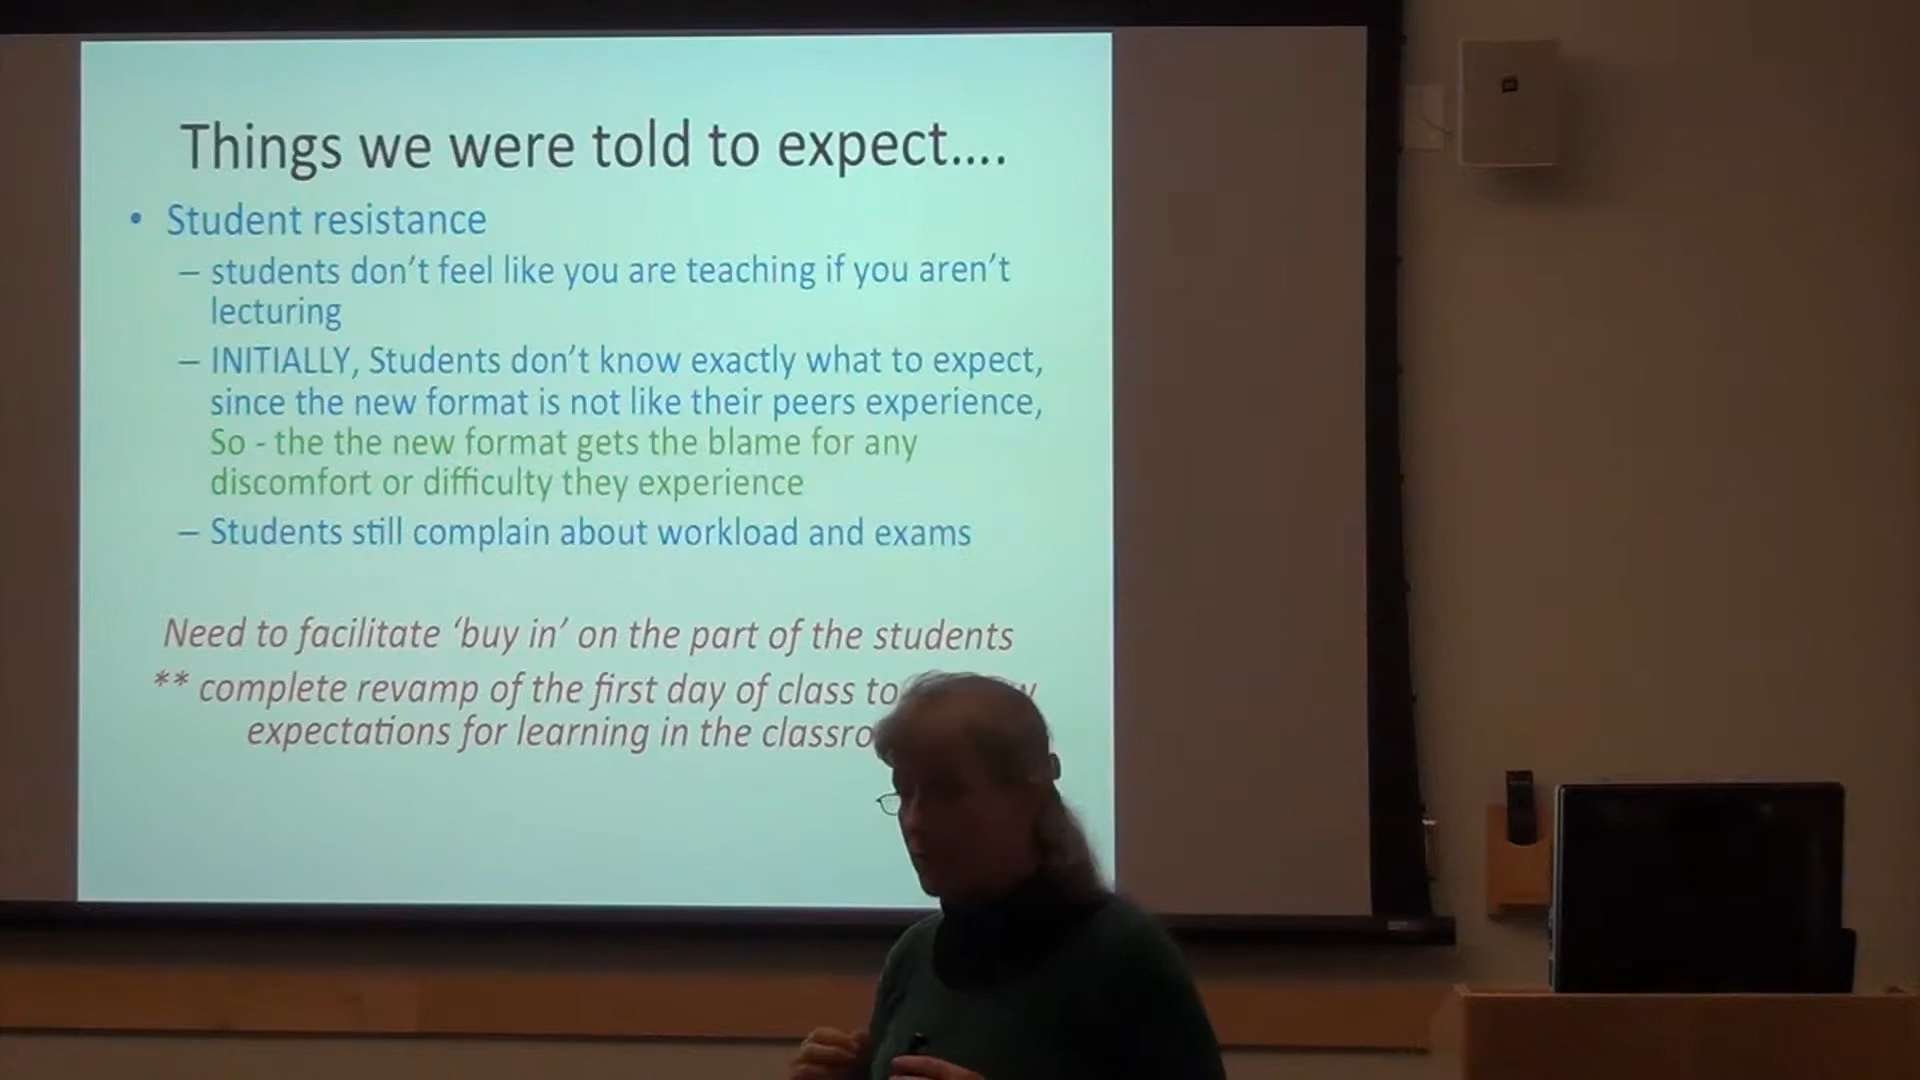 Things we were told to expect....
• Student resistance
– students don't feel like you are teaching if you aren't
lecturing
– INITIALLY, Students don't know exactly what to expect,
since the new format is not like their peers experience,
So - the the new format gets the blame for any
discomfort or difficulty they experience
– Students still complain about workload and exams
Need to facilitate 'buy in' on the part of the students
** complete revamp of the first day of class to
expectations for learning in the